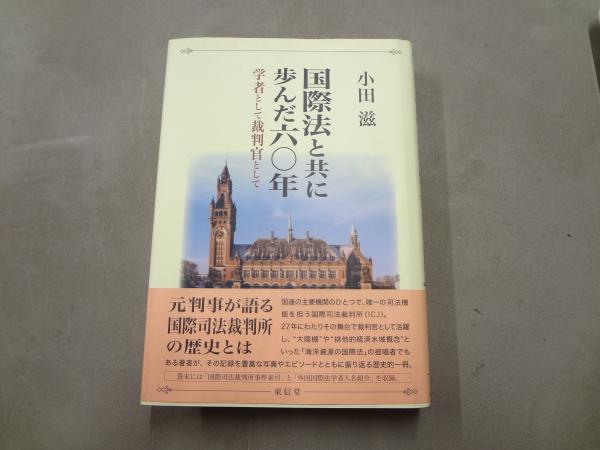 小田 滋
国際法と共に
歩んだ六〇年
学者として裁判官として
元判事が語る
国際司法裁判所
の歴史とは
国連の主要機関のひとつで、唯一の司法機
能を担う国際司法裁判所(ICJ)。
27年にわたりその舞台で裁判官として活躍
し、“大陸棚”や“排他的経済水域概念”と
いった「海洋資源の国際法」の提唱者でも
ある著者が、その記録を豊富な写真やエピソードとともに振り返る歴史的一冊。
巻末には「国際司法裁判所事件索引」と「外国国際法学者人名紹介」を収録。
東信堂